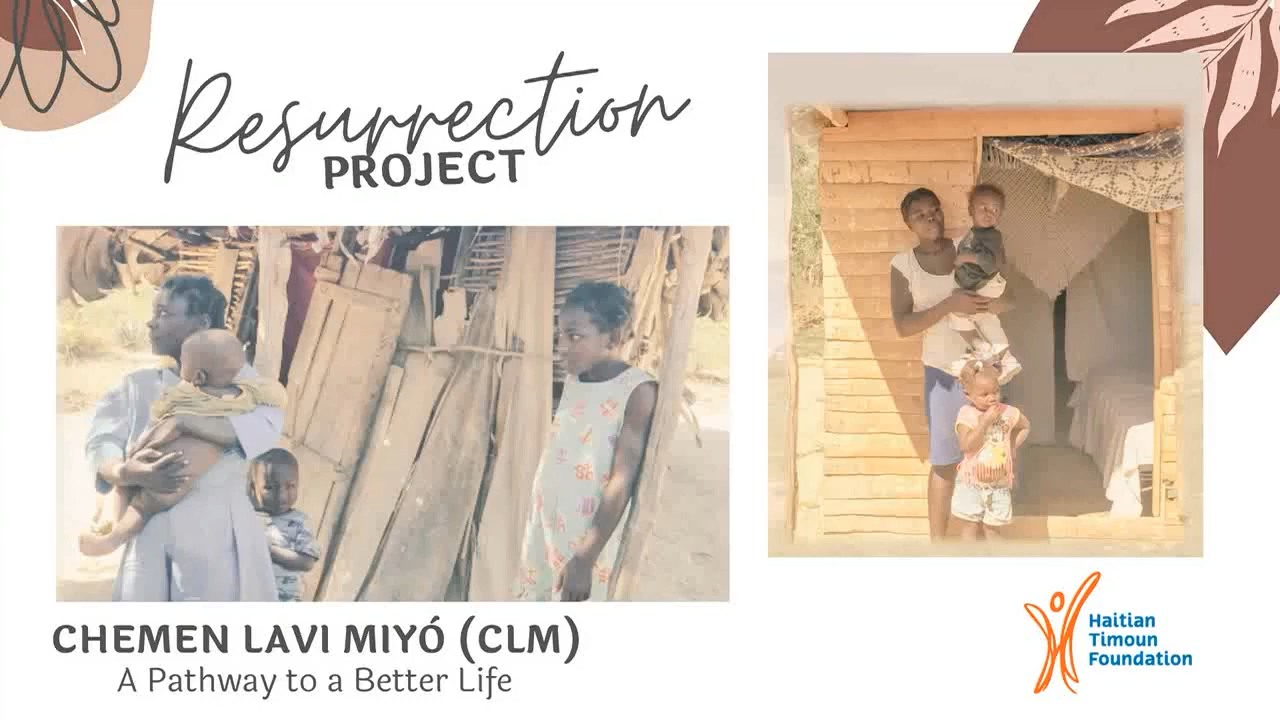 Resurrection
PROJECT
CHEMEN LAVI MIYÓ (CLM)
A Pathway to a Better Life
Haitian
Timoun
Foundation